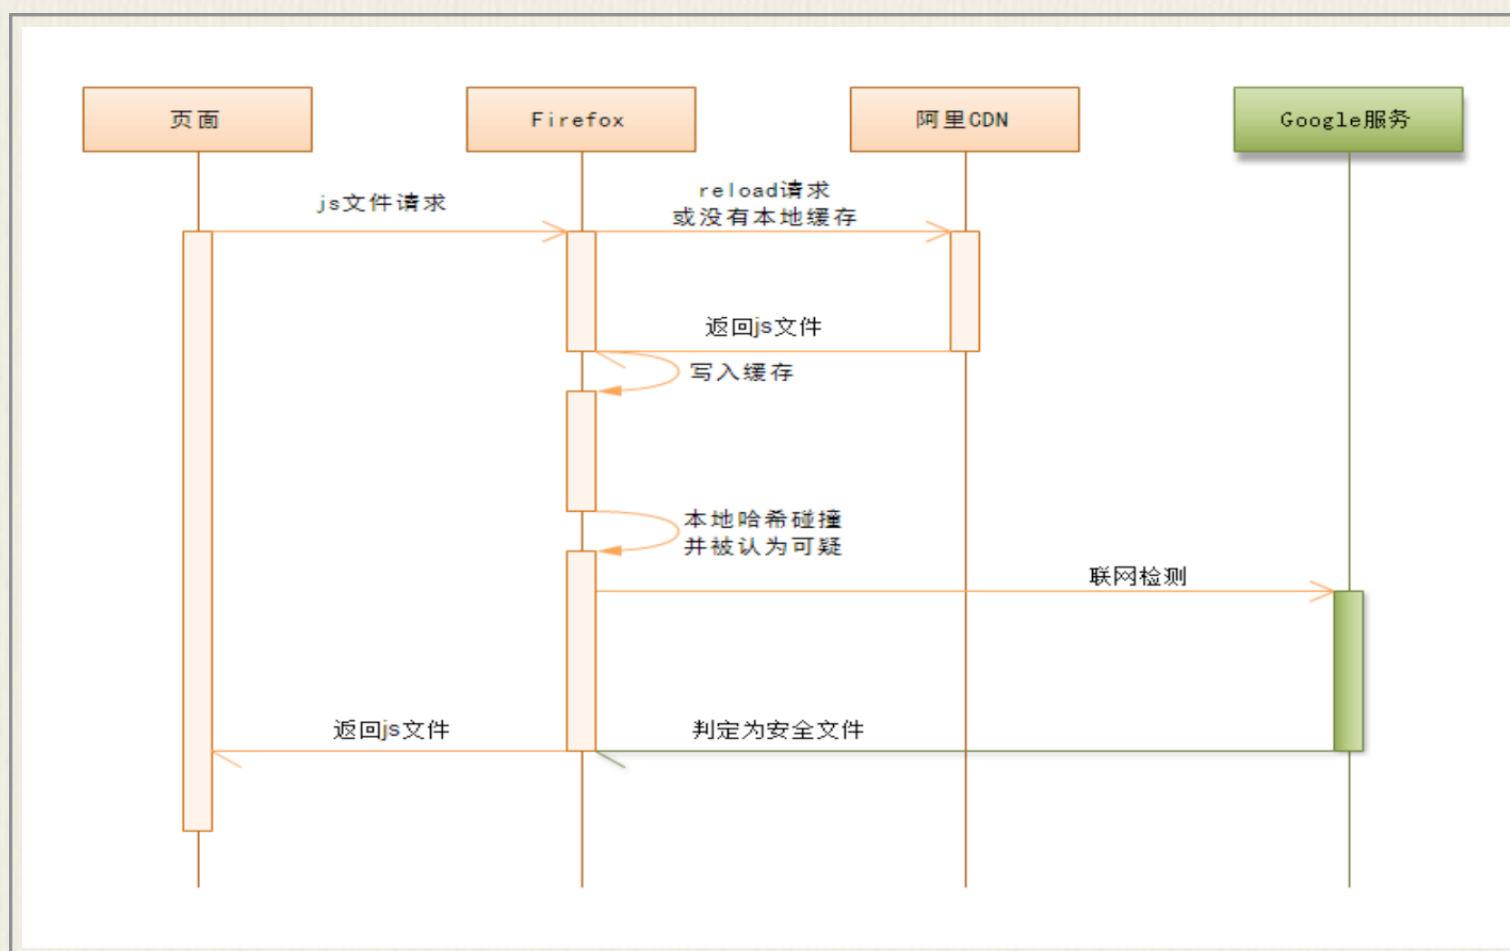 页面
Firefox
阿里CDN
Google服务
js文件请求
reload请求
或没有本地缓存
返回js文件
写入缓存
本地哈希碰撞
并被认为可疑
联网检测
返回js文件
判定为安全文件